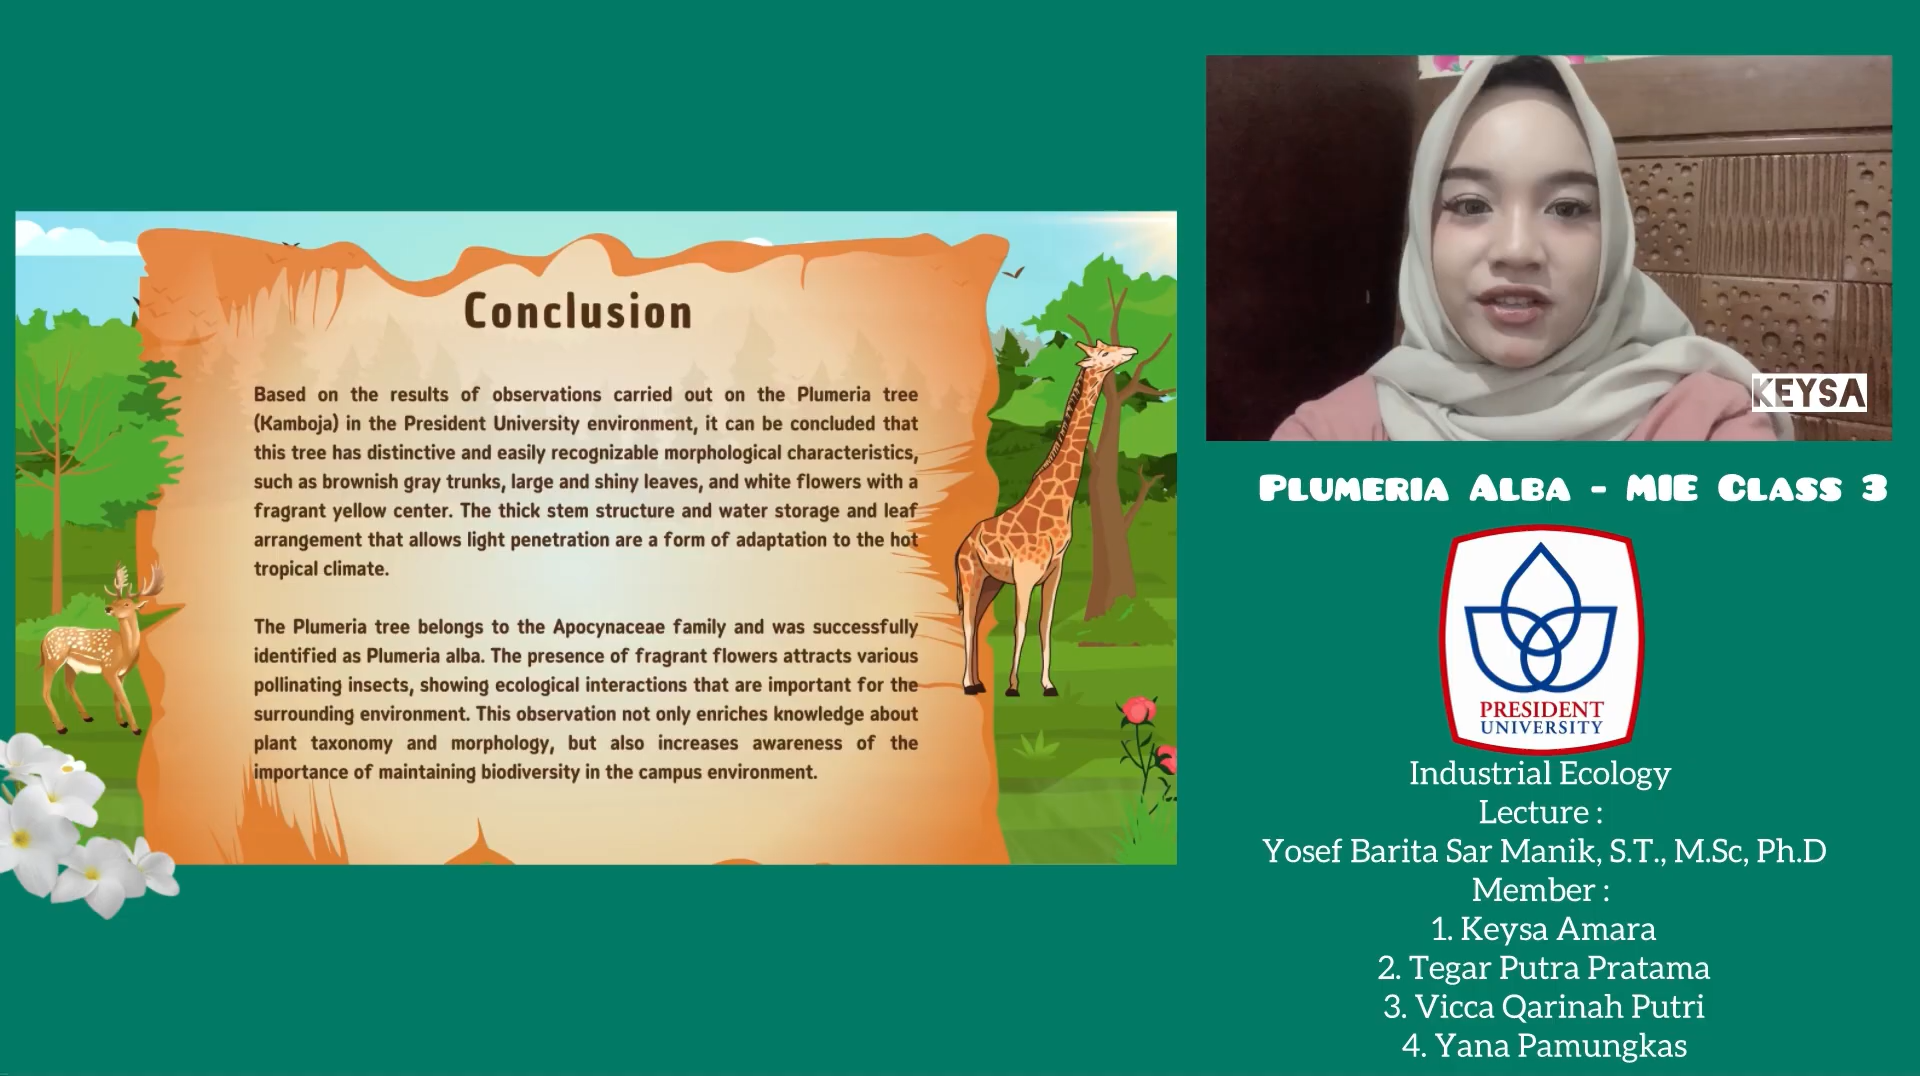 Conclusion
Based on the results of observations carried out on the Plumeria tree
(Kamboja) in the President University environment, it can be concluded that
this tree has distinctive and easily recognizable morphological characteristics,
such as brownish gray trunks, large and shiny leaves, and white flowers with a
fragrant yellow center. The thick stem structure and water storage and leaf
arrangement that allows light penetration are a form of adaptation to the hot
tropical climate.
The Plumeria tree belongs to the Apocynaceae family and was successfully
identified as Plumeria alba. The presence of fragrant flowers attracts various
pollinating insects, showing ecological interactions that are important for the
surrounding environment. This observation not only enriches knowledge about
plant taxonomy and morphology, but also increases awareness of the
importance of maintaining biodiversity in the campus environment.
KEYSA
Plumeria Alba - MIE Class 3
PRESIDENT
UNIVERSITY
Industrial Ecology
Lecture :
Yosef Barita Sar Manik, S.T., M.Sc, Ph.D
Member :
1. Keysa Amara
2. Tegar Putra Pratama
3. Vicca Qarinah Putri
4. Yana Pamungkas